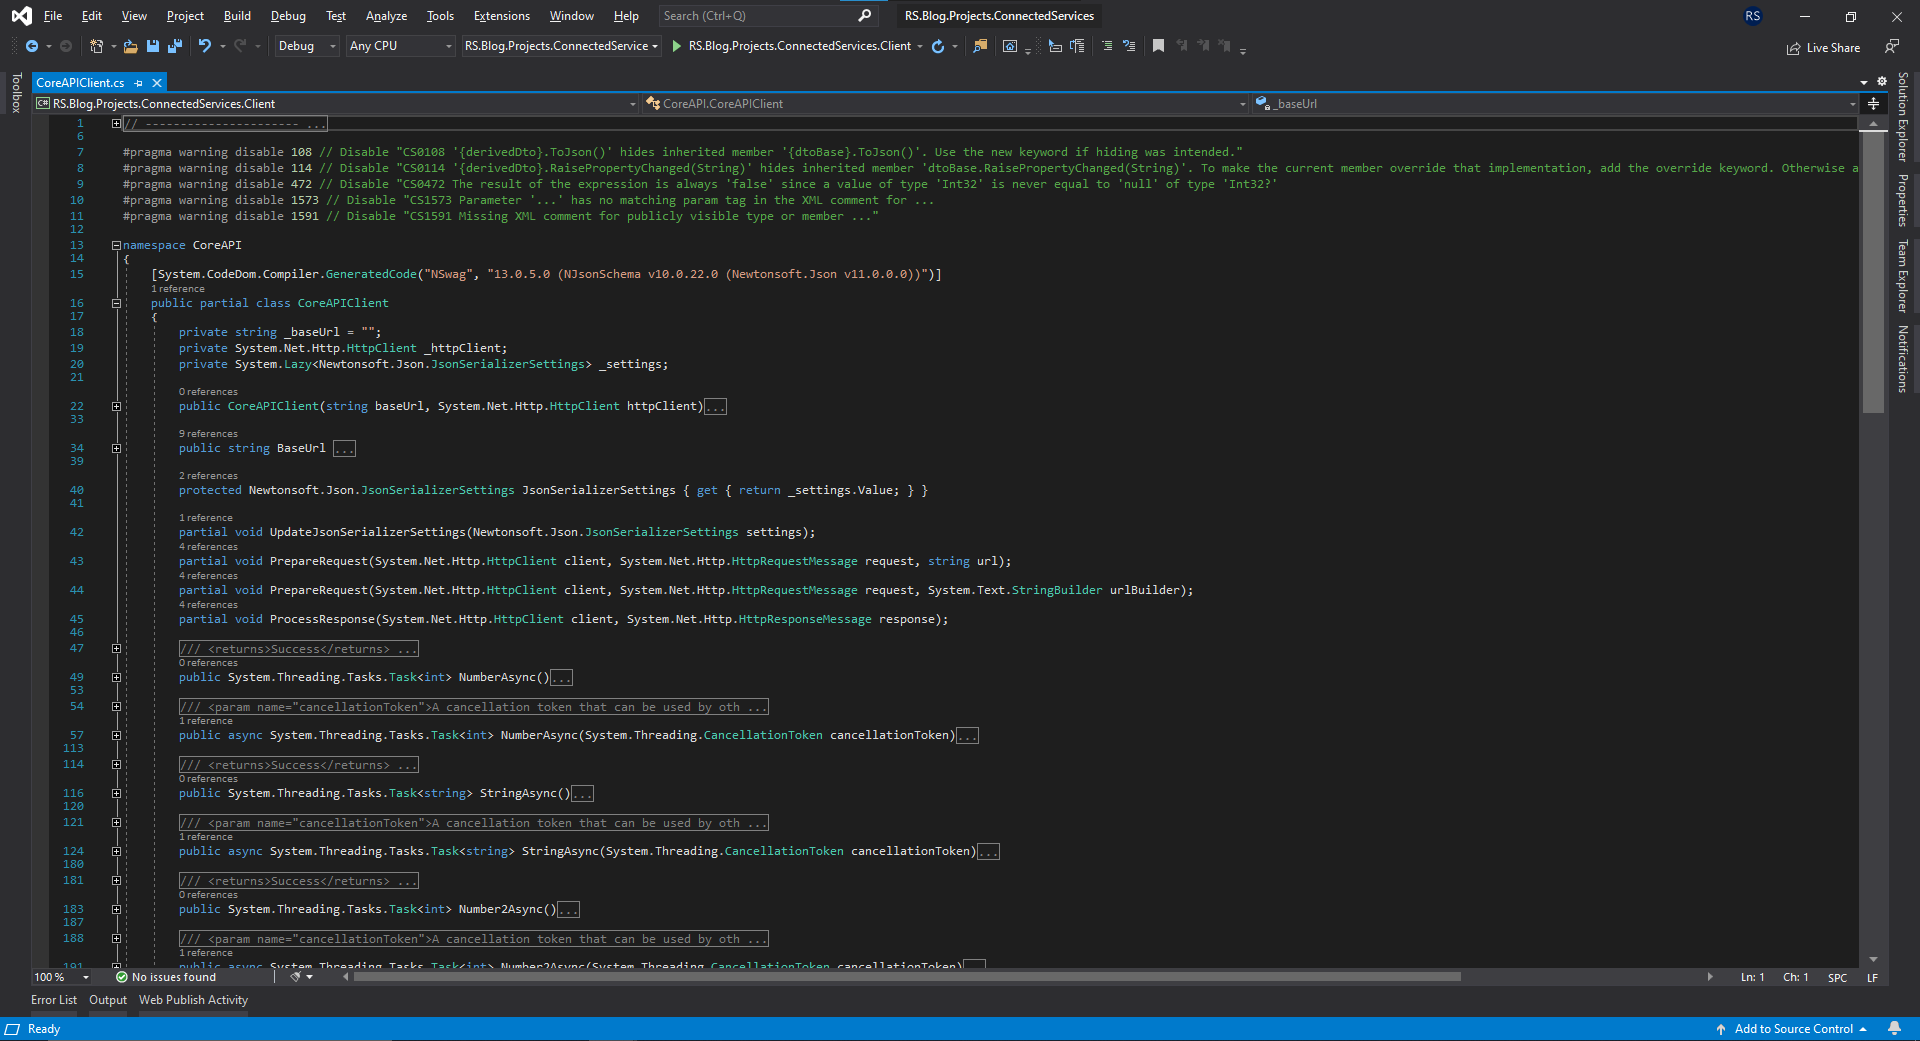 File Edit View Project Build Debug Test Analyze Tools Extensions Window Help Search (Ctrl+Q) RS.Blog.Projects.ConnectedServices RS
Debug Any CPU RS.Blog.Projects.ConnectedService RS.Blog.Projects.ConnectedServices.Client Live Share
Toolbox
CoreAPIClient.cs
RS.Blog.Projects.ConnectedServices.Client CoreAPI.CoreAPIClient _baseUrl
Solution Explorer
Properties
Team Explorer
Notifications
1 // ---------------------- ...
6
7 #pragma warning disable 108 // Disable "CS0108 '{derivedDto}.ToJson()' hides inherited member '{dtoBase}.ToJson()'. Use the new keyword if hiding was intended."
8 #pragma warning disable 114 // Disable "CS0114 '{derivedDto}.RaisePropertyChanged(String)' hides inherited member 'dtoBase.RaisePropertyChanged(String)'. To make the current member override that implementation, add the override keyword. Otherwise a
9 #pragma warning disable 472 // Disable "CS0472 The result of the expression is always 'false' since a value of type 'Int32' is never equal to 'null' of type 'Int32?'
10 #pragma warning disable 1573 // Disable "CS1573 Parameter '...' has no matching param tag in the XML comment for ...
11 #pragma warning disable 1591 // Disable "CS1591 Missing XML comment for publicly visible type or member ..."
12
13 namespace CoreAPI
14 {
15 [System.CodeDom.Compiler.GeneratedCode("NSwag", "13.0.5.0 (NJsonSchema v10.0.22.0 (Newtonsoft.Json v11.0.0.0))")]
1 reference
16 public partial class CoreAPIClient
17 {
18 private string _baseUrl = "";
19 private System.Net.Http.HttpClient _httpClient;
20 private System.Lazy<Newtonsoft.Json.JsonSerializerSettings> _settings;
21
0 references
22 public CoreAPIClient(string baseUrl, System.Net.Http.HttpClient httpClient)...
33
9 references
34 public string BaseUrl ...
39
2 references
40 protected Newtonsoft.Json.JsonSerializerSettings JsonSerializerSettings { get { return _settings.Value; } }
41
1 reference
42 partial void UpdateJsonSerializerSettings(Newtonsoft.Json.JsonSerializerSettings settings);
4 references
43 partial void PrepareRequest(System.Net.Http.HttpClient client, System.Net.Http.HttpRequestMessage request, string url);
4 references
44 partial void PrepareRequest(System.Net.Http.HttpClient client, System.Net.Http.HttpRequestMessage request, System.Text.StringBuilder urlBuilder);
4 references
45 partial void ProcessResponse(System.Net.Http.HttpClient client, System.Net.Http.HttpResponseMessage response);
46
47 /// <returns>Success</returns> ...
0 references
49 public System.Threading.Tasks.Task<int> NumberAsync()...
53
54 /// <param name="cancellationToken">A cancellation token that can be used by oth ...
1 reference
57 public async System.Threading.Tasks.Task<int> NumberAsync(System.Threading.CancellationToken cancellationToken)...
113
114 /// <returns>Success</returns> ...
0 references
116 public System.Threading.Tasks.Task<string> StringAsync()...
120
121 /// <param name="cancellationToken">A cancellation token that can be used by oth ...
1 reference
124 public async System.Threading.Tasks.Task<string> StringAsync(System.Threading.CancellationToken cancellationToken)...
180
181 /// <returns>Success</returns> ...
0 references
183 public System.Threading.Tasks.Task<int> Number2Async()...
187
188 /// <param name="cancellationToken">A cancellation token that can be used by oth ...
1 reference
191 public async System.Threading.Tasks.Task<int> Number2Async(System.Threading.CancellationToken cancellationToken)
100 % No issues found Ln: 1 Ch: 1 SPC LF
Error List Output Web Publish Activity
Ready Add to Source Control